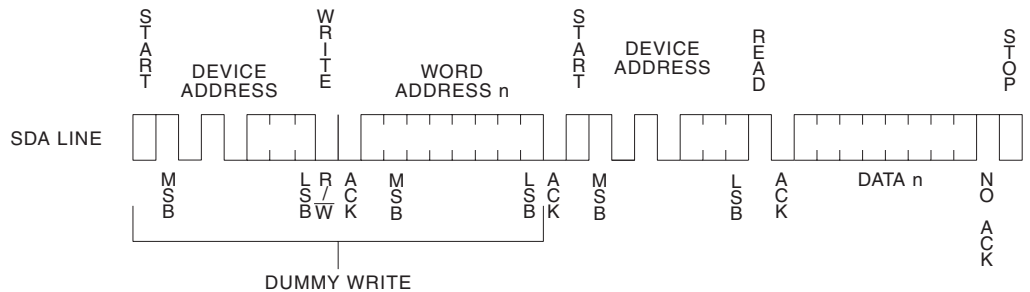 START
WRITE
START
READ
STOP
DEVICE
ADDRESS
WORD
ADDRESS n
DEVICE
ADDRESS
SDA LINE
MSB
LSB
R/W
ACK
MSB
LSB
ACK
MSB
LSB
ACK
DATA n
NO ACK
DUMMY WRITE